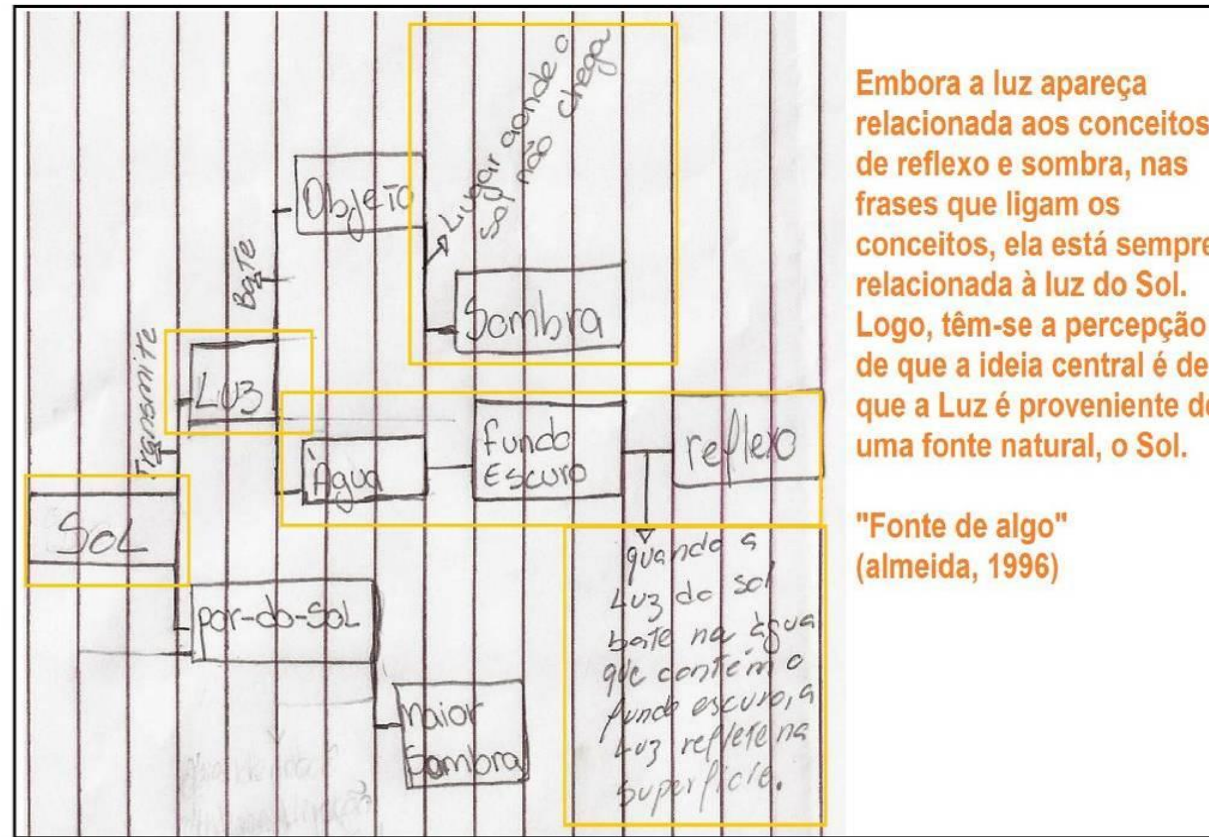 Lugar aonde o
Sol não chega
Objeto
Bate
Sombra
Transmite
Luz
Água
fundo
Escuro
reflexo
Sol
por-do-Sol
maior
Sombra
quando a
Luz do sol
bate na àgua
que contém o
fundo escuro, a
Luz reflete na
superfície.
Embora a luz apareça
relacionada aos conceitos
de reflexo e sombra, nas
frases que ligam os
conceitos, ela está sempre
relacionada à luz do Sol.
Logo, têm-se a percepção
de que a ideia central é de
que a Luz é proveniente de
uma fonte natural, o Sol.
"Fonte de algo"
(almeida, 1996)